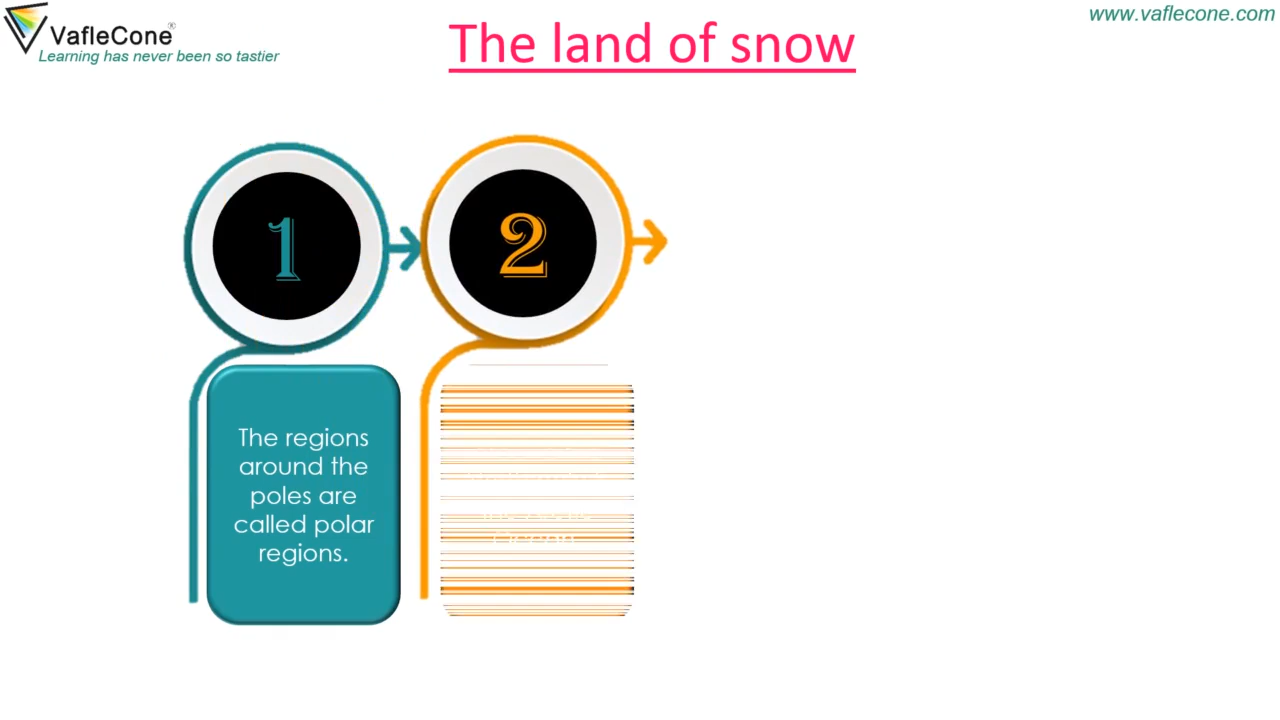 VafleCone®
Learning has never been so tastier
www.vaflecone.com
The land of snow
1
2
The regions
around the
poles are
called polar
regions.